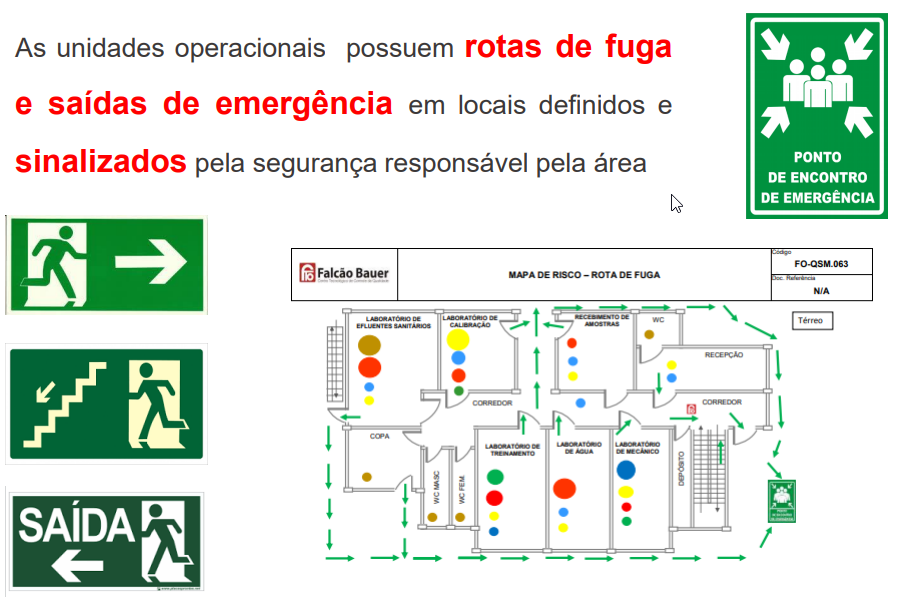 As unidades operacionais possuem rotas de fuga
e saídas de emergência em locais definidos e
sinalizados pela segurança responsável pela área
PONTO
DE ENCONTRO
DE EMERGÊNCIA
SAÍDA
Falcão Bauer
MAPA DE RISCO – ROTA DE FUGA
Código
FO-QSM.063
Doc. Referência
N/A
Térreo
LABORATÓRIO DE
EFLUENTES SANITÁRIOS
LABORATÓRIO DE
CALIBRAÇÃO
RECEBIMENTO DE
AMOSTRAS
WC
RECEPÇÃO
CORREDOR
CORREDOR
COPA
WC MASC
WC FEM.
LABORATÓRIO DE
TREINAMENTO
LABORATÓRIO
DE ÁGUA
LABORATÓRIO
DE MECÂNICO
DEPÓSITO